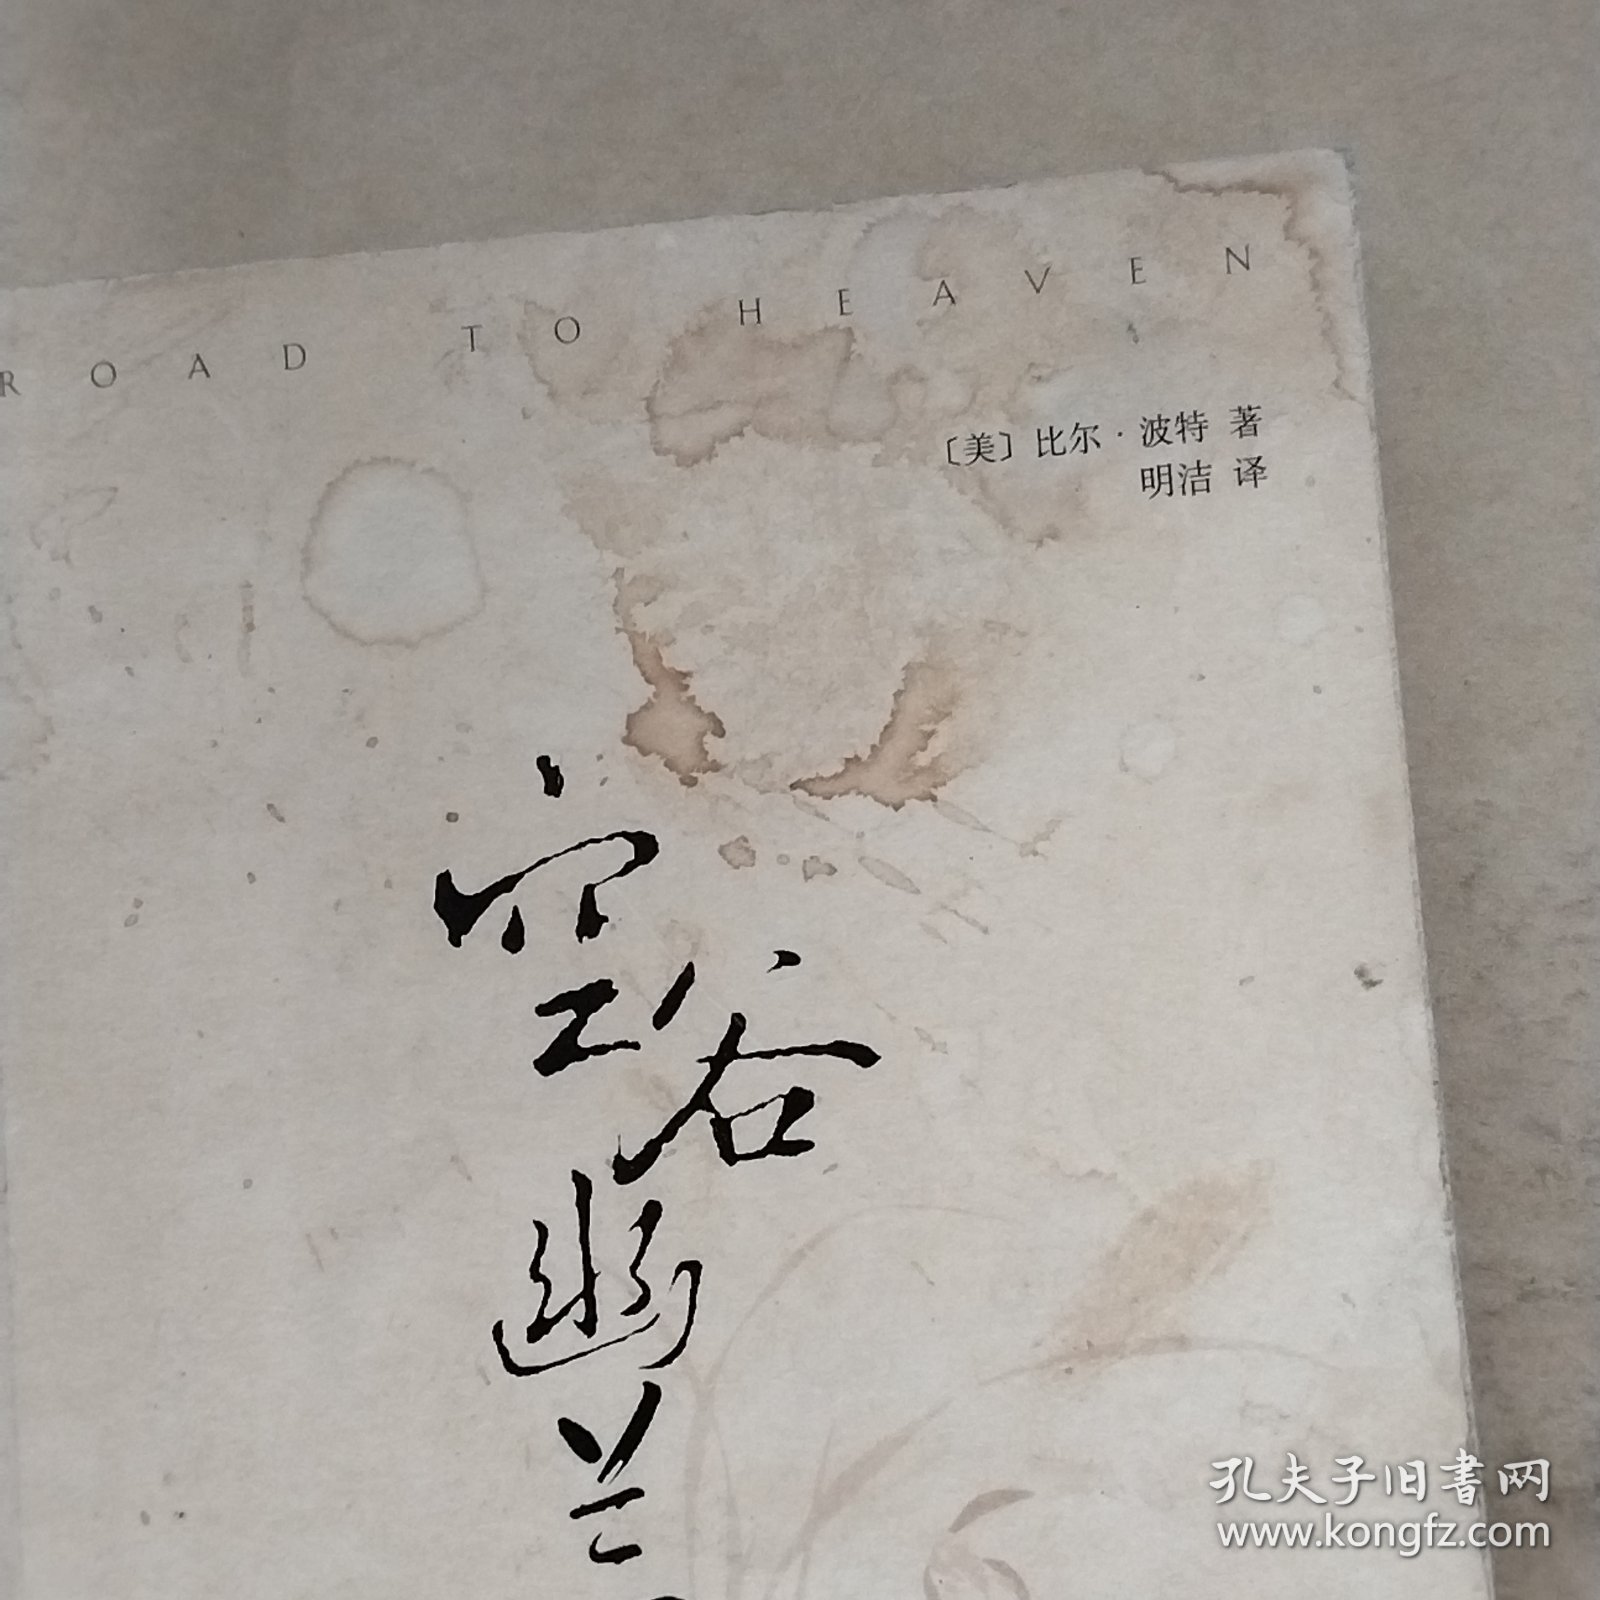 ROAD TO HEAVEN
〔美〕比尔·波特 著
明洁 译
空谷幽兰
孔夫子旧书网
www.kongfz.com